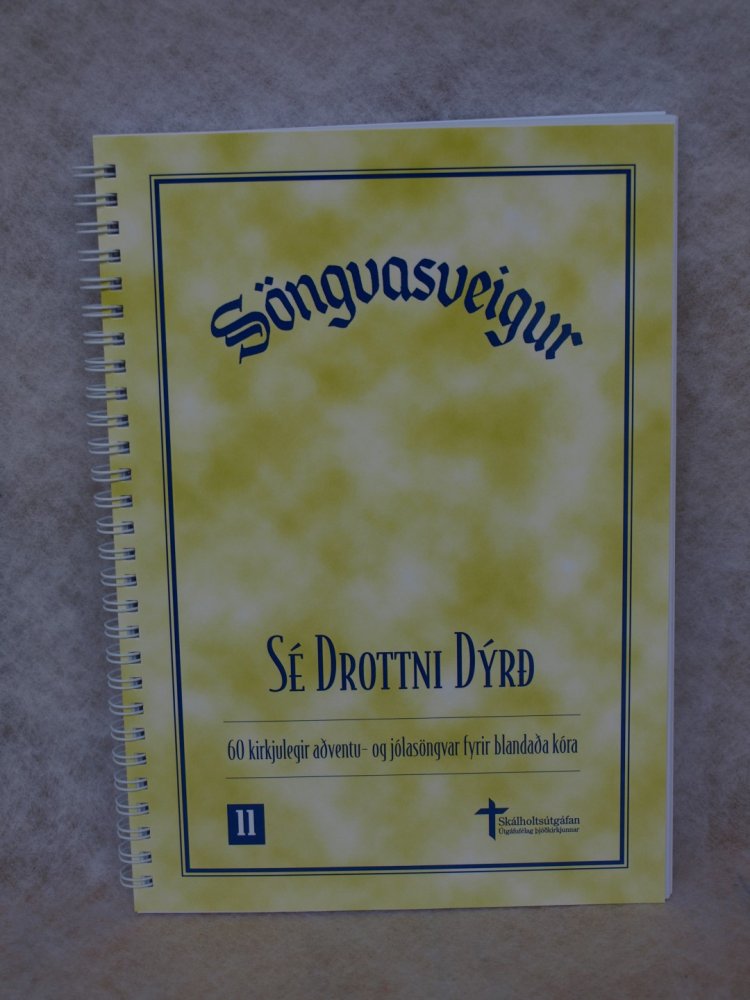 Söngvasveigur
SÉ DROTTNI DÝRÐ
60 kirkjulegir aðventu- og jólasöngvar fyrir blandaða kóra
11
Skálholtsútgáfan
Útgáfufélag þjóðkirkjunnar